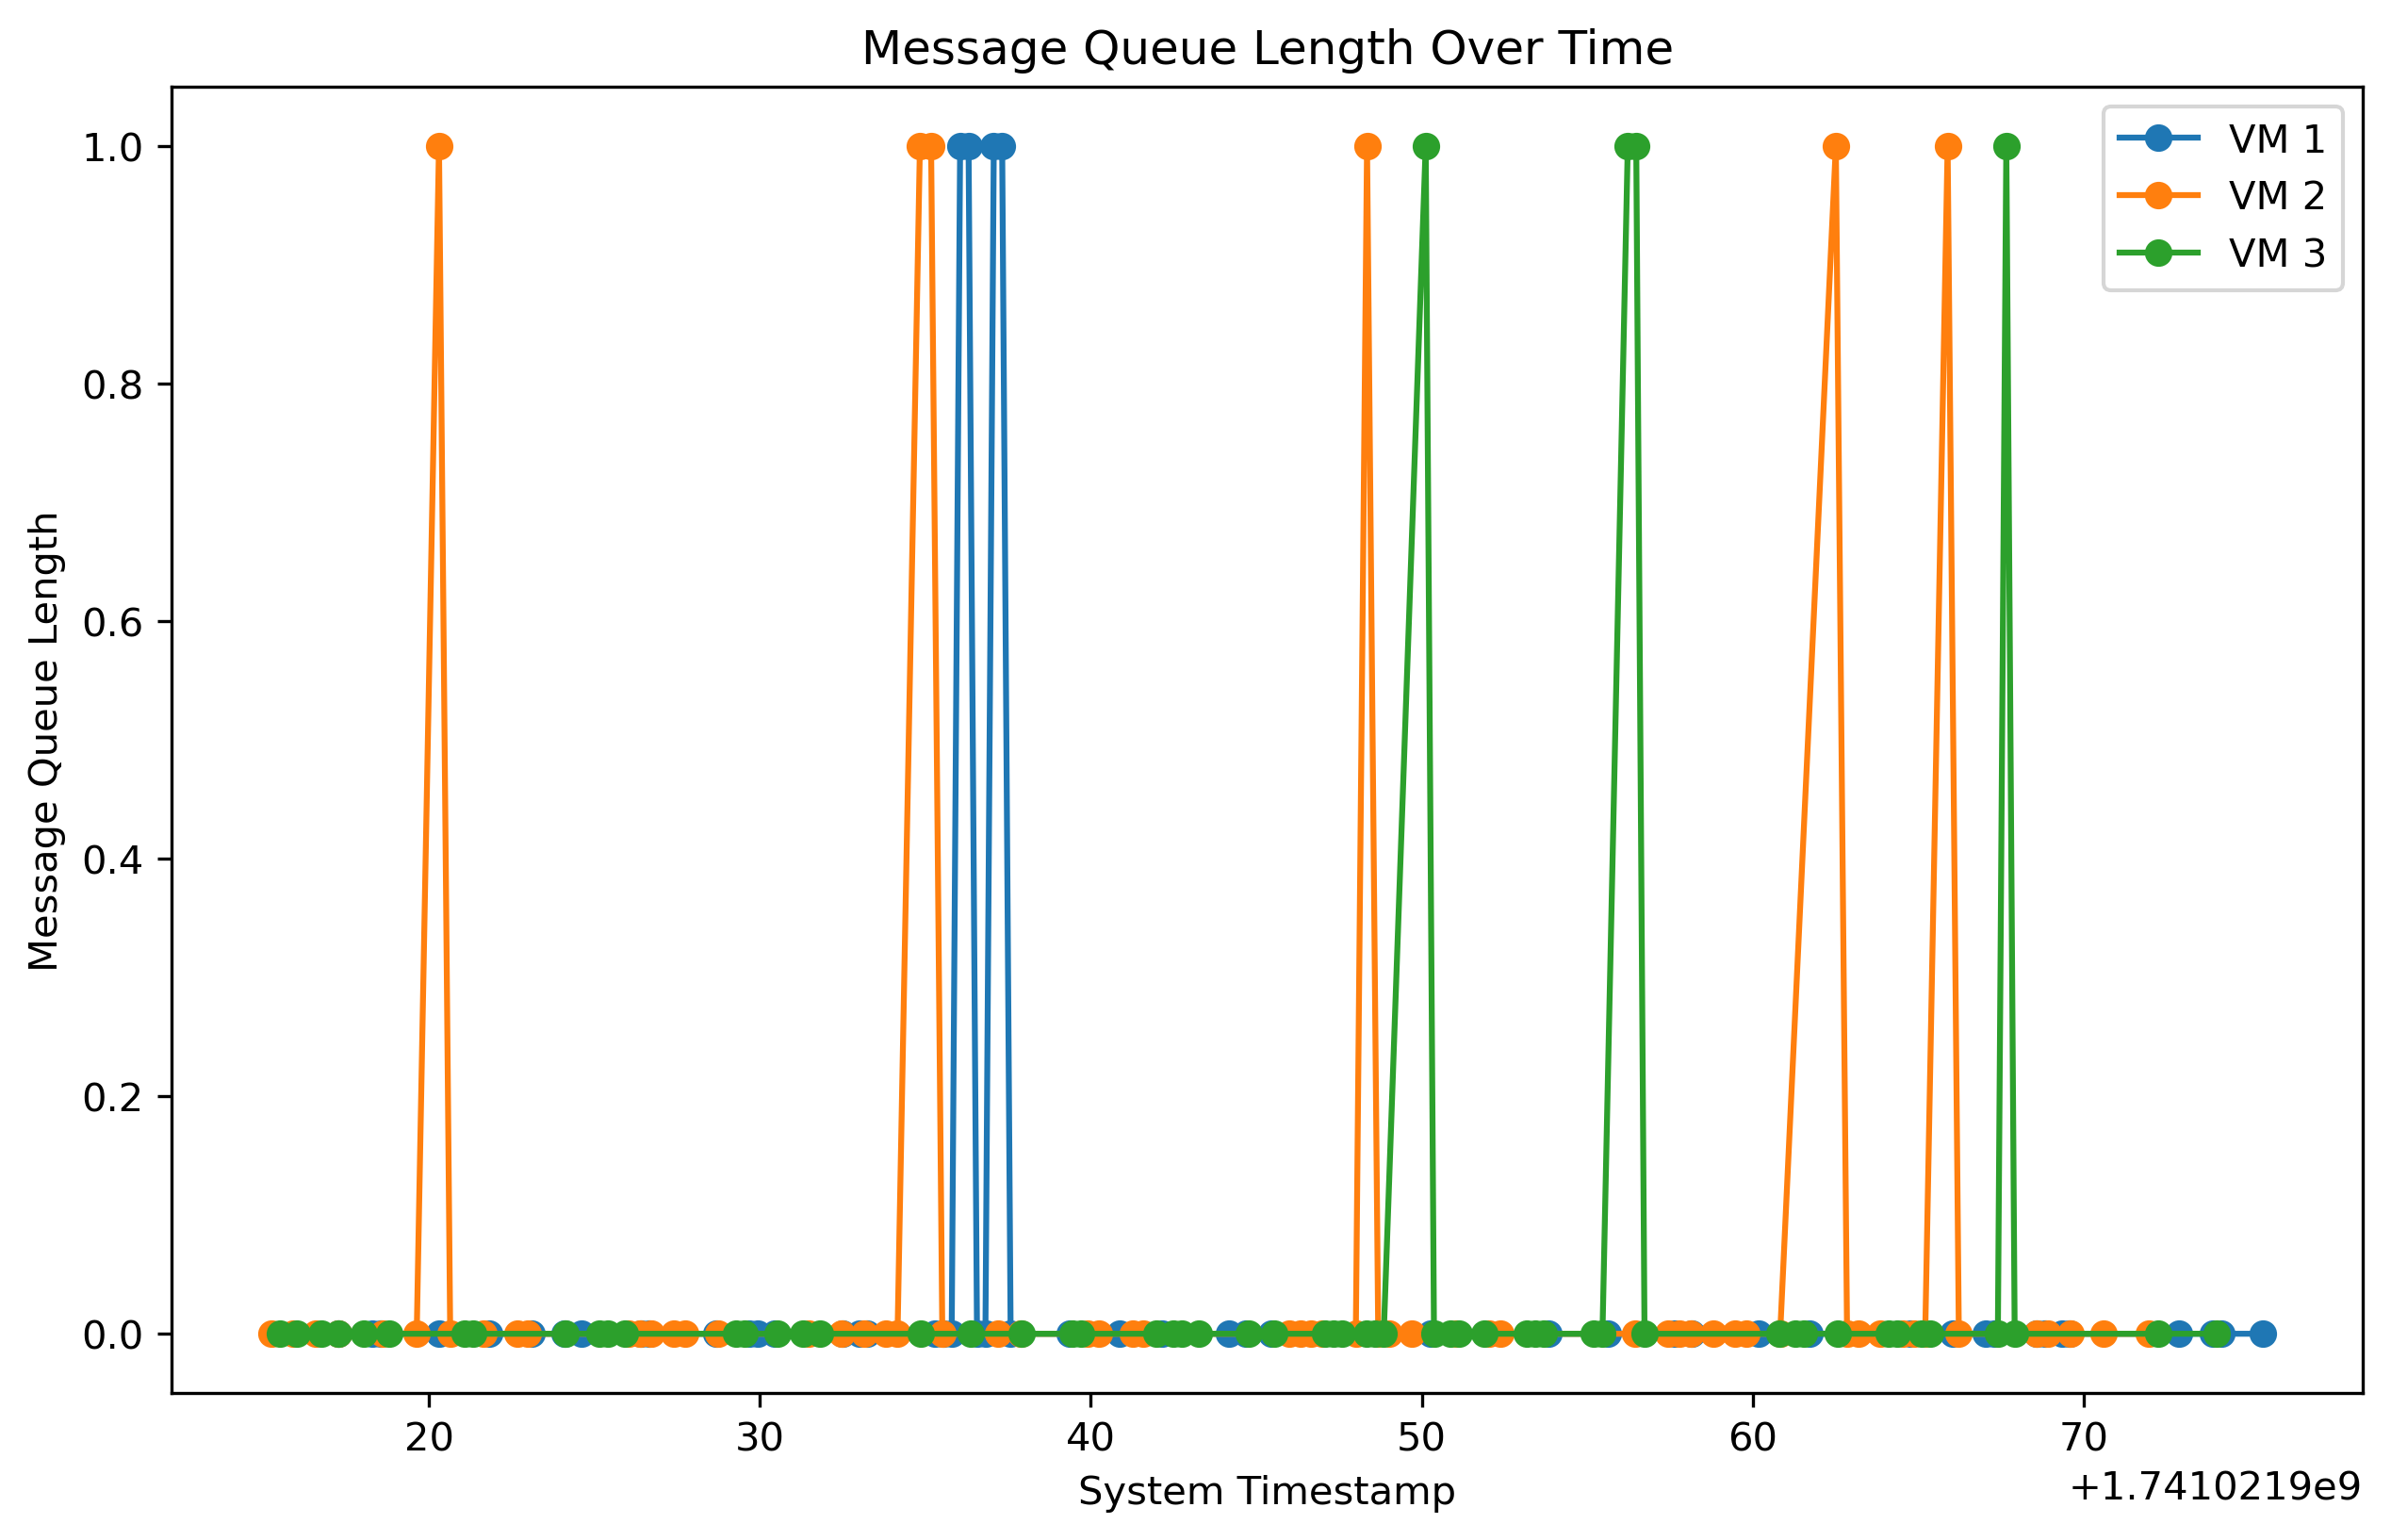 Message Queue Length Over Time
VM 1
VM 2
VM 3
Message Queue Length
1.0
0.8
0.6
0.4
0.2
0.0
20 30 40 50 60 70
System Timestamp
+1.7410219e9